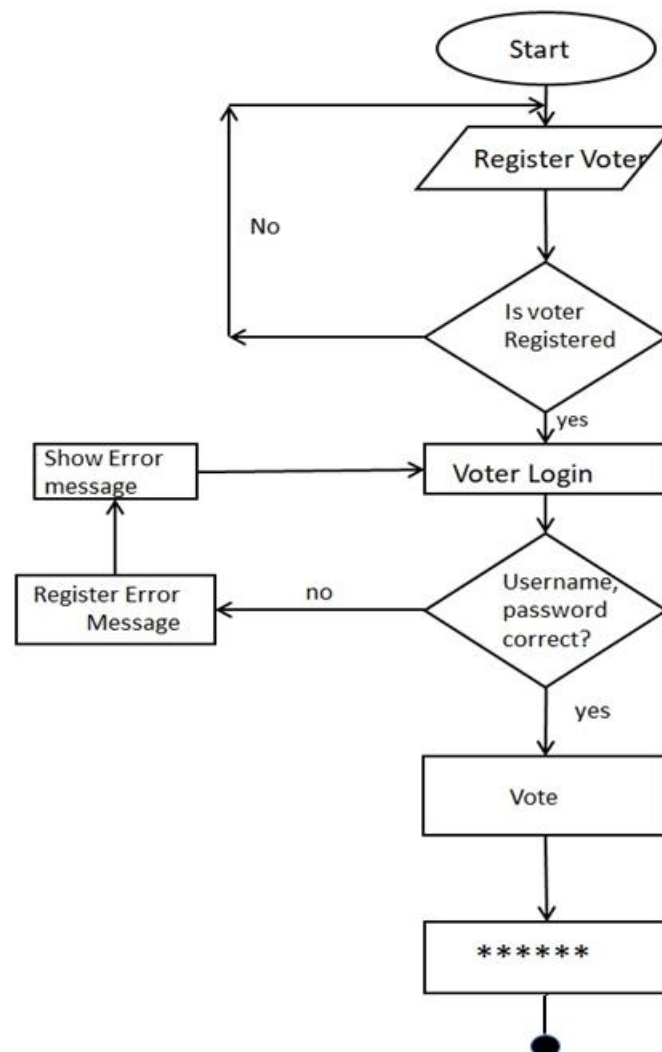 Start
Register Voter
No
Is voter
Registered
yes
Show Error
message
Voter Login
Register Error
Message
no
Username,
password
correct?
yes
Vote
******